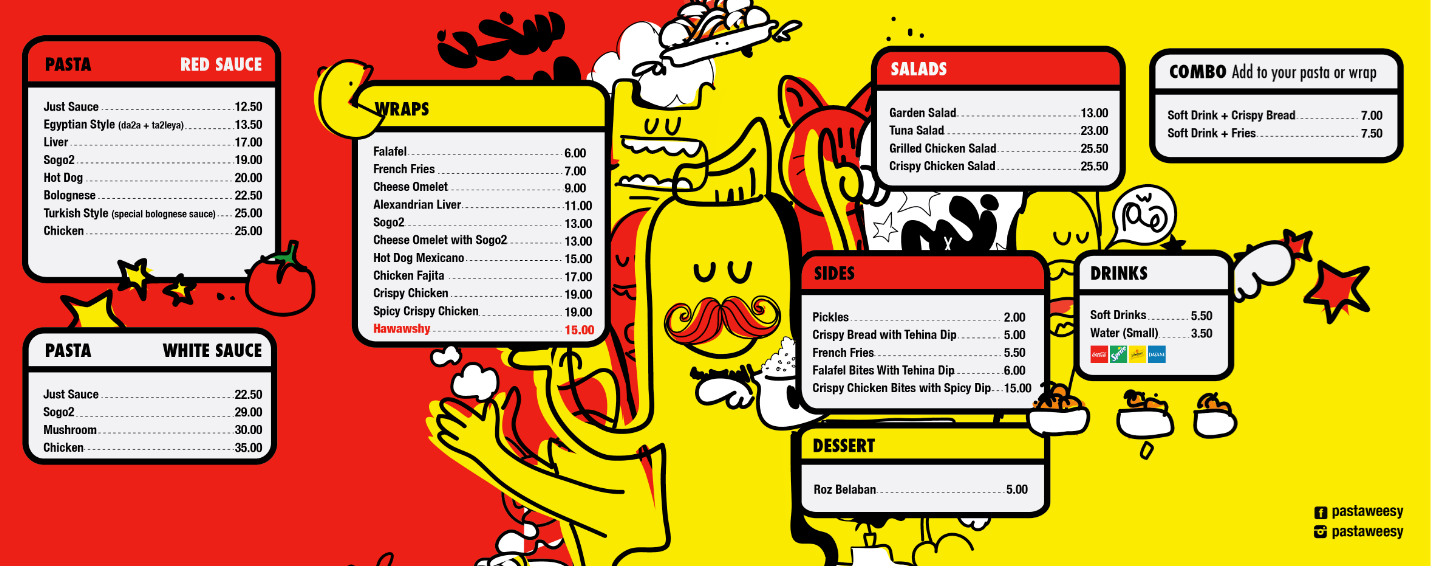 PASTA RED SAUCE
Just Sauce 12.50
Egyptian Style (da2a + ta2leya) 13.50
Liver 17.00
Sogo2 19.00
Hot Dog 20.00
Bolognese 22.50
Turkish Style (special bolognese sauce) 25.00
Chicken 25.00
PASTA WHITE SAUCE
Just Sauce 22.50
Sogo2 29.00
Mushroom 30.00
Chicken 35.00
WRAPS
Falafel 6.00
French Fries 7.00
Cheese Omelet 9.00
Alexandrian Liver 11.00
Sogo2 13.00
Cheese Omelet with Sogo2 13.00
Hot Dog Mexicano 15.00
Chicken Fajita 17.00
Crispy Chicken 19.00
Spicy Crispy Chicken 19.00
Hawawshy 15.00
SALADS
Garden Salad 13.00
Tuna Salad 23.00
Grilled Chicken Salad 25.50
Crispy Chicken Salad 25.50
COMBO Add to your pasta or wrap
Soft Drink + Crispy Bread 7.00
Soft Drink + Fries 7.50
SIDES
Pickles 2.00
Crispy Bread with Tehina Dip 5.00
French Fries 5.50
Falafel Bites With Tehina Dip 6.00
Crispy Chicken Bites with Spicy Dip 15.00
DRINKS
Soft Drinks 5.50
Water (Small) 3.50
Coca-Cola Sprite DASANI
DESSERT
Roz Belaban 5.00
pastaweesy
pastaweesy